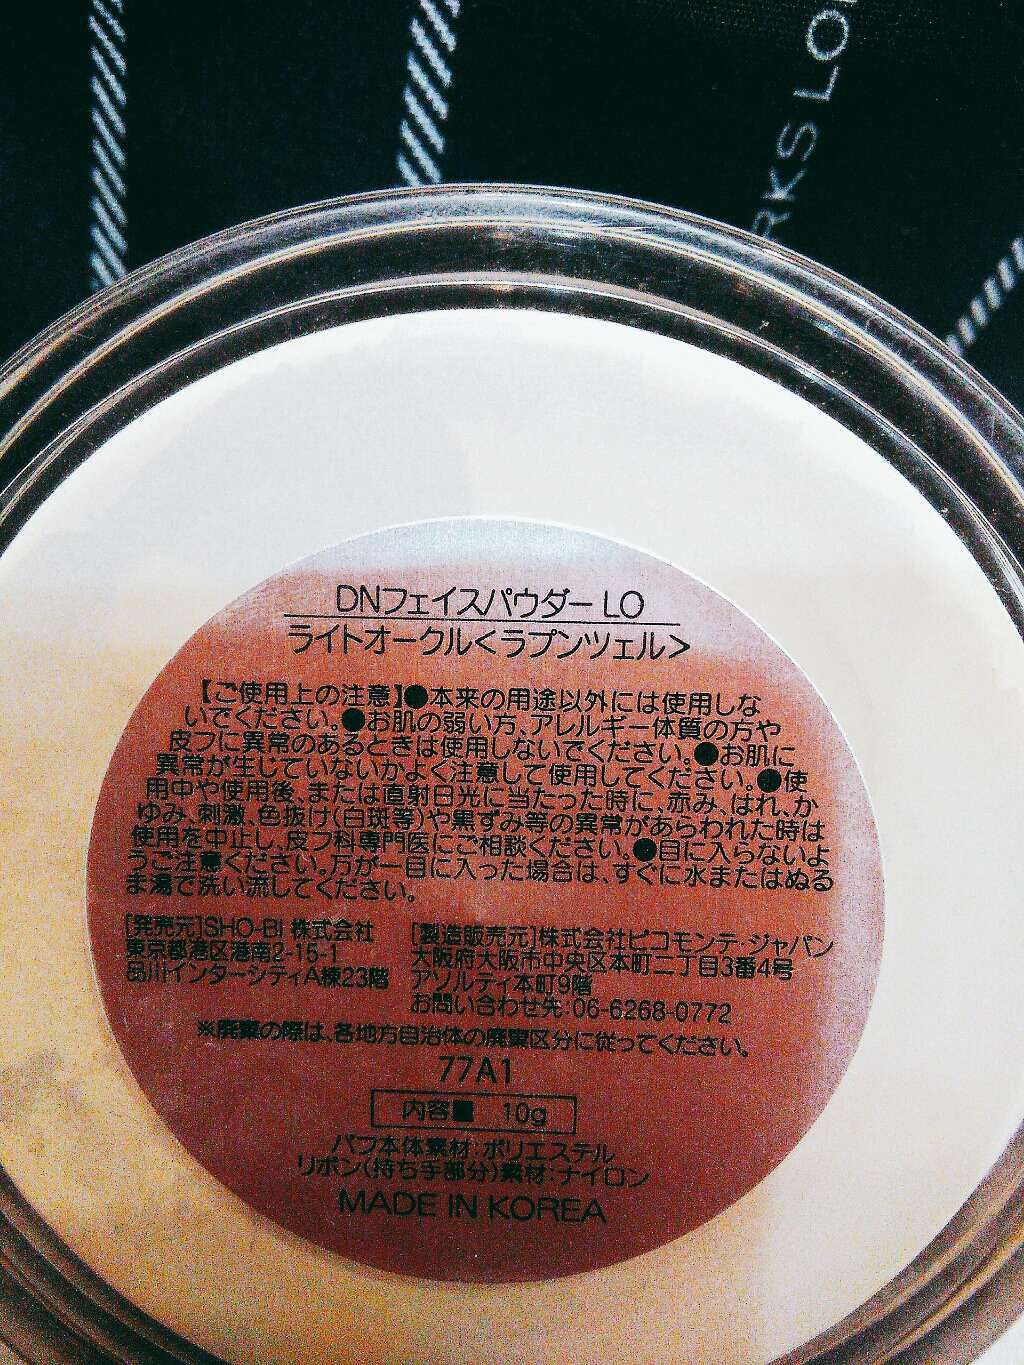 RKS LO
DNフェイスパウダー LO
ライトオークル<ラプンツェル>
【ご使用上の注意】●本来の用途以外には使用しな
いでください。●お肌の弱い方、アレルギー体質の方や
皮フに異常のあるときは使用しないでください。●お肌に
異常が生じていないかよく注意して使用してください。●使
用中や使用後、または直射日光に当たった時に、赤み、はれ、か
ゆみ、刺激、色抜け(白斑等)や黒ずみ等の異常があらわれた時は
使用を中止し、皮フ科専門医にご相談ください。●目に入らないよ
うご注意ください。万が一目に入った場合は、すぐに水またはぬる
ま湯で洗い流してください。
[発売元]SHO-BI 株式会社
東京都港区港南2-15-1
品川インターシティA棟23階
[製造販売元]株式会社ピコモンテ・ジャパン
大阪府大阪市中央区本町二丁目3番4号
アソルティ本町9階
お問い合わせ先:06-6268-0772
※廃棄の際は、各地方自治体の廃棄区分に従ってください。
77A1
内容量 10g
パフ本体素材:ポリエステル
リボン(持ち手部分)素材:ナイロン
MADE IN KOREA